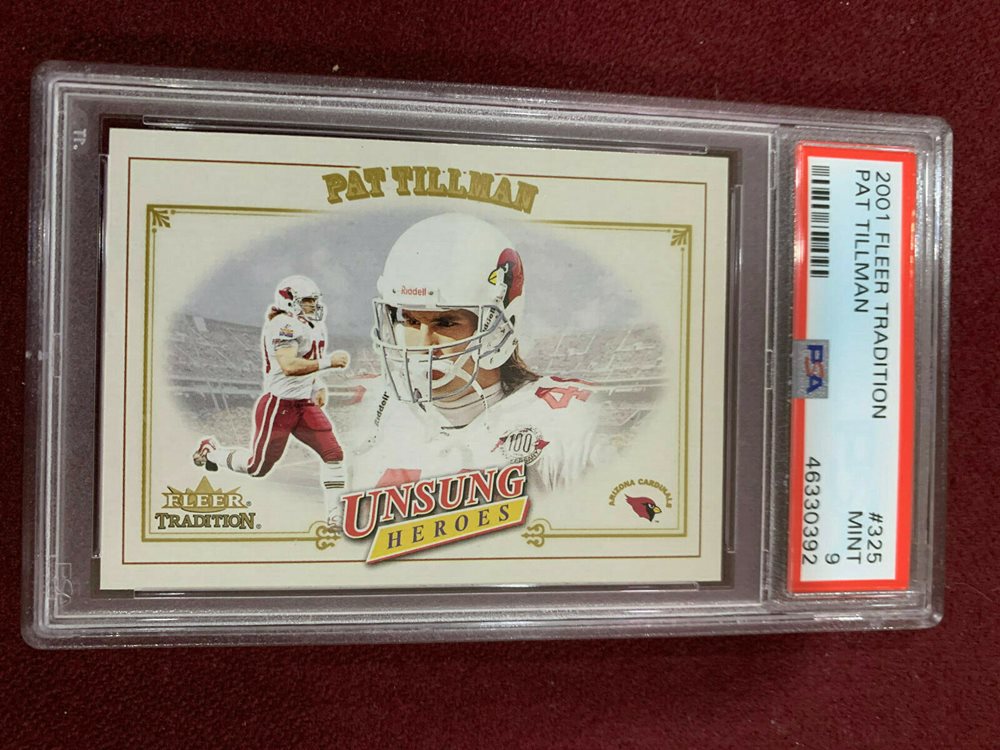 2001 FLEER TRADITION #325
PAT TILLMAN MINT
9
PSA 46330392
PAT TILLMAN
Riddell
Riddell
100
FLEER
TRADITION®
UNSUNG
HEROES
ARIZONA CARDINALS